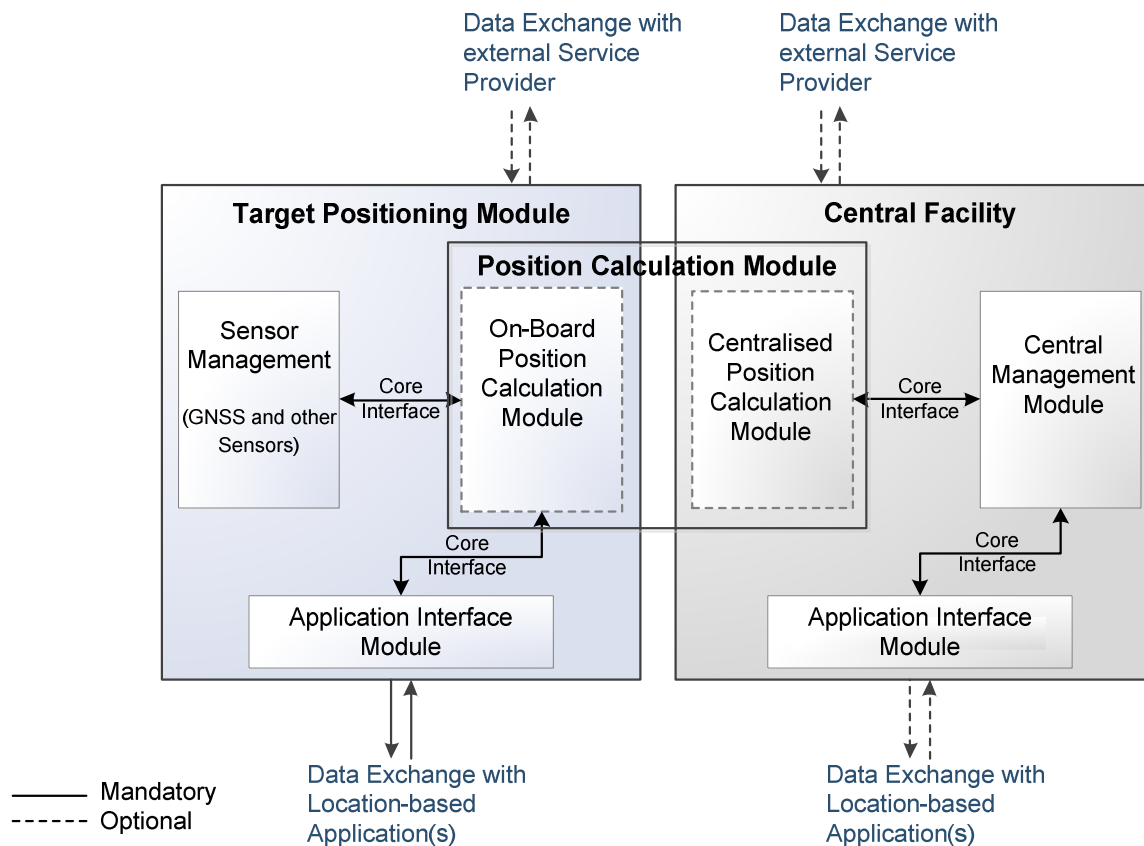 Data Exchange with
external Service
Provider
Data Exchange with
external Service
Provider
Target Positioning Module
Central Facility
Position Calculation Module
Sensor
Management
(GNSS and other
Sensors)
Core
Interface
On-Board
Position
Calculation
Module
Centralised
Position
Calculation
Module
Core
Interface
Central
Management
Module
Core
Interface
Core
Interface
Application Interface
Module
Application Interface
Module
Data Exchange with
Location-based
Application(s)
Data Exchange with
Location-based
Application(s)
Mandatory
Optional